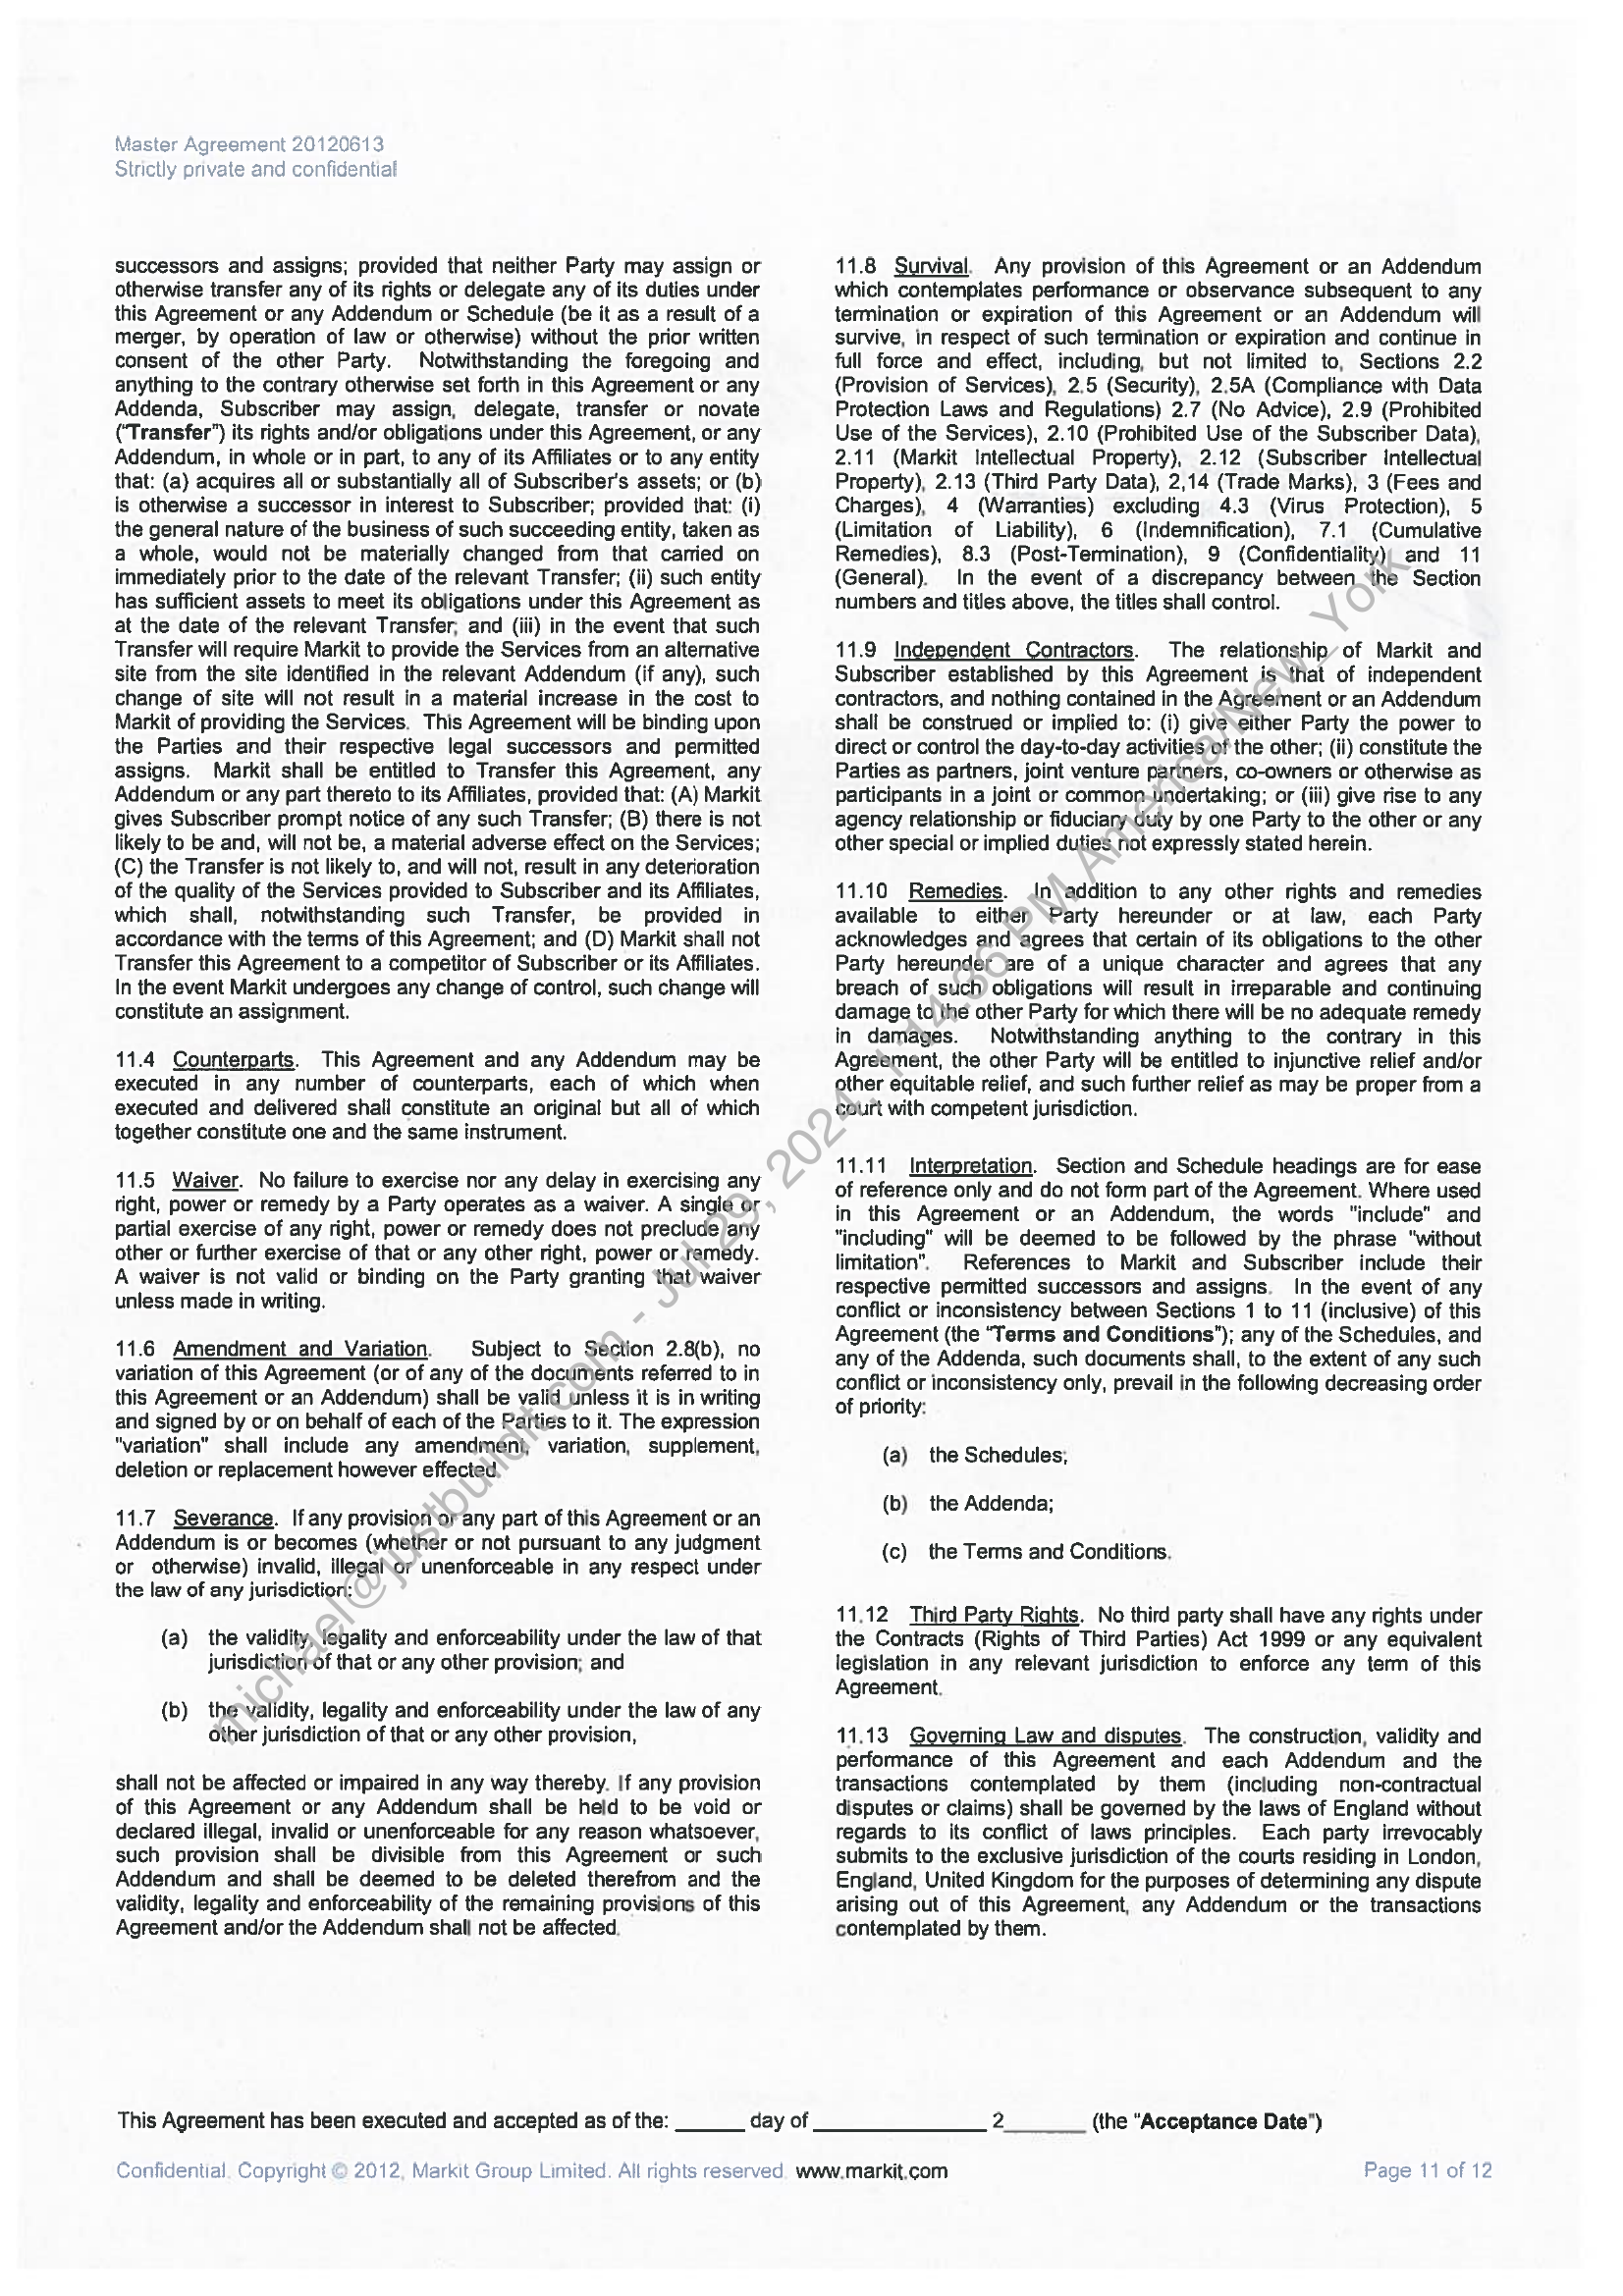 Master Agreement 20120613
Strictly private and confidential
successors and assigns; provided that neither Party may assign or
otherwise transfer any of its rights or delegate any of its duties under
this Agreement or any Addendum or Schedule (be it as a result of a
merger, by operation of law or otherwise) without the prior written
consent of the other Party. Notwithstanding the foregoing and
anything to the contrary otherwise set forth in this Agreement or any
Addenda, Subscriber may assign, delegate, transfer or novate
("Transfer") its rights and/or obligations under this Agreement, or any
Addendum, in whole or in part, to any of its Affiliates or to any entity
that: (a) acquires all or substantially all of Subscriber's assets; or (b)
is otherwise a successor in interest to Subscriber; provided that: (i)
the general nature of the business of such succeeding entity, taken as
a whole, would not be materially changed from that carried on
immediately prior to the date of the relevant Transfer; (ii) such entity
has sufficient assets to meet its obligations under this Agreement as
at the date of the relevant Transfer; and (iii) in the event that such
Transfer will require Markit to provide the Services from an alternative
site from the site identified in the relevant Addendum (if any), such
change of site will not result in a material increase in the cost to
Markit of providing the Services. This Agreement will be binding upon
the Parties and their respective legal successors and permitted
assigns. Markit shall be entitled to Transfer this Agreement, any
Addendum or any part thereto to its Affiliates, provided that: (A) Markit
gives Subscriber prompt notice of any such Transfer; (B) there is not
likely to be and, will not be, a material adverse effect on the Services;
(C) the Transfer is not likely to, and will not, result in any deterioration
of the quality of the Services provided to Subscriber and its Affiliates,
which shall, notwithstanding such Transfer, be provided in
accordance with the terms of this Agreement; and (D) Markit shall not
Transfer this Agreement to a competitor of Subscriber or its Affiliates.
In the event Markit undergoes any change of control, such change will
constitute an assignment.
11.4 Counterparts. This Agreement and any Addendum may be
executed in any number of counterparts, each of which when
executed and delivered shall constitute an original but all of which
together constitute one and the same instrument.
11.5 Waiver. No failure to exercise nor any delay in exercising any
right, power or remedy by a Party operates as a waiver. A single or
partial exercise of any right, power or remedy does not preclude any
other or further exercise of that or any other right, power or remedy.
A waiver is not valid or binding on the Party granting that waiver
unless made in writing.
11.6 Amendment and Variation. Subject to Section 2.8(b), no
variation of this Agreement (or of any of the documents referred to in
this Agreement or an Addendum) shall be valid unless it is in writing
and signed by or on behalf of each of the Parties to it. The expression
"variation" shall include any amendment, variation, supplement,
deletion or replacement however effected.
11.7 Severance. If any provision or any part of this Agreement or an
Addendum is or becomes (whether or not pursuant to any judgment
or otherwise) invalid, illegal or unenforceable in any respect under
the law of any jurisdiction:
(a) the validity, legality and enforceability under the law of that
jurisdiction of that or any other provision; and
(b) the validity, legality and enforceability under the law of any
other jurisdiction of that or any other provision,
shall not be affected or impaired in any way thereby. If any provision
of this Agreement or any Addendum shall be held to be void or
declared illegal, invalid or unenforceable for any reason whatsoever,
such provision shall be divisible from this Agreement or such
Addendum and shall be deemed to be deleted therefrom and the
validity, legality and enforceability of the remaining provisions of this
Agreement and/or the Addendum shall not be affected.
11.8 Survival. Any provision of this Agreement or an Addendum
which contemplates performance or observance subsequent to any
termination or expiration of this Agreement or an Addendum will
survive, in respect of such termination or expiration and continue in
full force and effect, including, but not limited to, Sections 2.2
(Provision of Services), 2.5 (Security), 2.5A (Compliance with Data
Protection Laws and Regulations) 2.7 (No Advice), 2.9 (Prohibited
Use of the Services), 2.10 (Prohibited Use of the Subscriber Data),
2.11 (Markit Intellectual Property), 2.12 (Subscriber Intellectual
Property), 2.13 (Third Party Data), 2,14 (Trade Marks), 3 (Fees and
Charges), 4 (Warranties) excluding 4.3 (Virus Protection), 5
(Limitation of Liability), 6 (Indemnification), 7.1 (Cumulative
Remedies), 8.3 (Post-Termination), 9 (Confidentiality) and 11
(General). In the event of a discrepancy between the Section
numbers and titles above, the titles shall control.
11.9 Independent Contractors. The relationship of Markit and
Subscriber established by this Agreement is that of independent
contractors, and nothing contained in the Agreement or an Addendum
shall be construed or implied to: (i) give either Party the power to
direct or control the day-to-day activities of the other; (ii) constitute the
Parties as partners, joint venture partners, co-owners or otherwise as
participants in a joint or common undertaking; or (iii) give rise to any
agency relationship or fiduciary duty by one Party to the other or any
other special or implied duties not expressly stated herein.
11.10 Remedies. In addition to any other rights and remedies
available to either Party hereunder or at law, each Party
acknowledges and agrees that certain of its obligations to the other
Party hereunder are of a unique character and agrees that any
breach of such obligations will result in irreparable and continuing
damage to the other Party for which there will be no adequate remedy
in damages. Notwithstanding anything to the contrary in this
Agreement, the other Party will be entitled to injunctive relief and/or
other equitable relief, and such further relief as may be proper from a
court with competent jurisdiction.
11.11 Interpretation. Section and Schedule headings are for ease
of reference only and do not form part of the Agreement. Where used
in this Agreement or an Addendum, the words "include" and
"including" will be deemed to be followed by the phrase "without
limitation". References to Markit and Subscriber include their
respective permitted successors and assigns. In the event of any
conflict or inconsistency between Sections 1 to 11 (inclusive) of this
Agreement (the "Terms and Conditions"); any of the Schedules, and
any of the Addenda, such documents shall, to the extent of any such
conflict or inconsistency only, prevail in the following decreasing order
of priority:
(a) the Schedules;
(b) the Addenda;
(c) the Terms and Conditions.
11.12 Third Party Rights. No third party shall have any rights under
the Contracts (Rights of Third Parties) Act 1999 or any equivalent
legislation in any relevant jurisdiction to enforce any term of this
Agreement.
11.13 Governing Law and disputes. The construction, validity and
performance of this Agreement and each Addendum and the
transactions contemplated by them (including non-contractual
disputes or claims) shall be governed by the laws of England without
regards to its conflict of laws principles. Each party irrevocably
submits to the exclusive jurisdiction of the courts residing in London,
England, United Kingdom for the purposes of determining any dispute
arising out of this Agreement, any Addendum or the transactions
contemplated by them.
This Agreement has been executed and accepted as of the: ______ day of ______________ 2_______ (the "Acceptance Date")
Confidential. Copyright © 2012, Markit Group Limited. All rights reserved. www.markit.com
Page 11 of 12
michael@justbuildit.com - Jul 29, 2024, 1:14:36 PM America/New_York